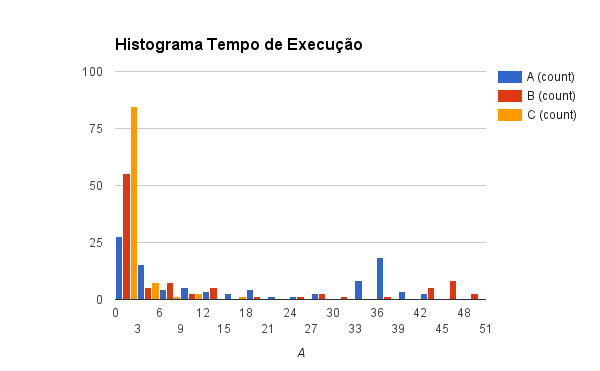 Histograma Tempo de Execução
100
75
50
25
0
A (count)
B (count)
C (count)
0 6 12 18 24 30 36 42 48
3 9 15 21 27 33 39 45 51
A